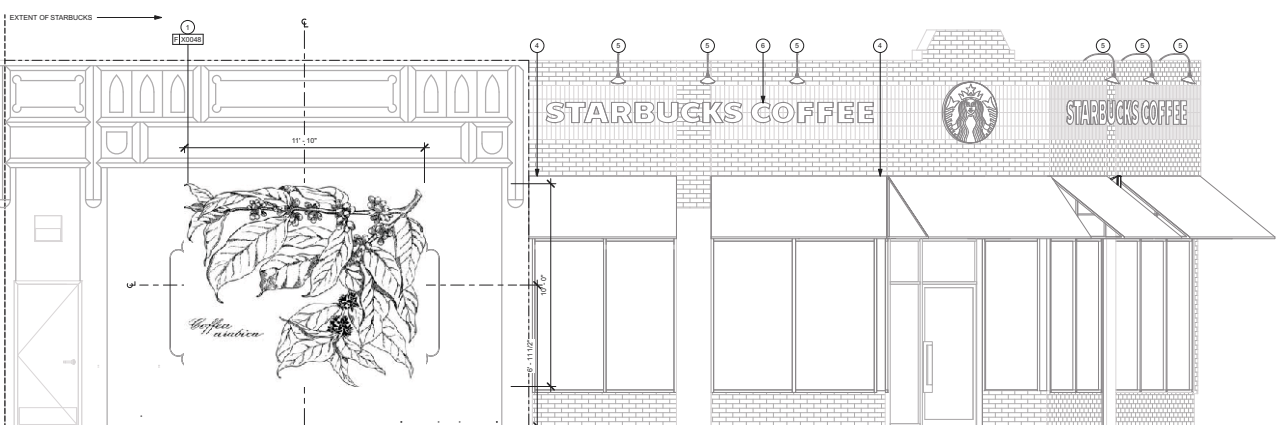 EXTENT OF STARBUCKS
1
F X0048
℄
4
5
5
6
5
4
5
5
5
STARBUCKS COFFEE
STARBUCKS COFFEE
11' - 10"
10' - 0"
℄
6' - 11 1/2"
Coffea
arabica